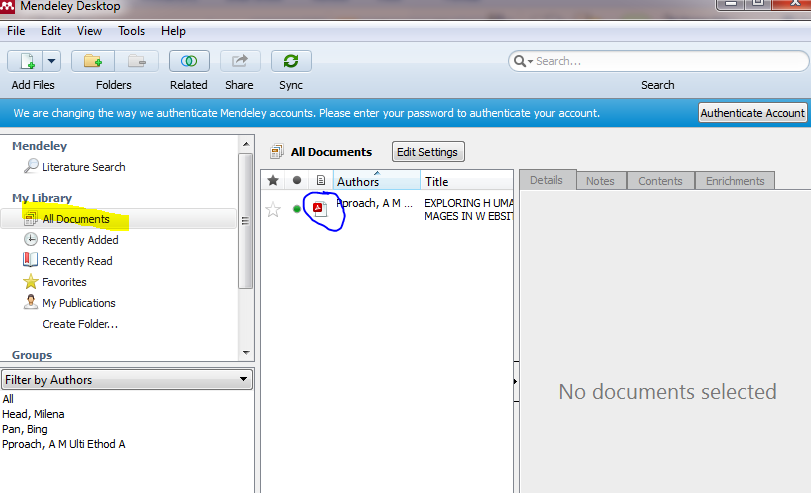 Mendeley Desktop
File Edit View Tools Help
Search...
Add Files Folders Related Share Sync Search
We are changing the way we authenticate Mendeley accounts. Please enter your password to authenticate your account. Authenticate Account
Mendeley
Literature Search
My Library
All Documents
Recently Added
Recently Read
Favorites
My Publications
Create Folder...
Groups
Filter by Authors
All
Head, Milena
Pan, Bing
Pproach, A M Ulti Ethod A
All Documents Edit Settings
Authors Title
Pproach, A M ... EXPLORING H UMA
MAGES IN W EBSIT
Details Notes Contents Enrichments
No documents selected